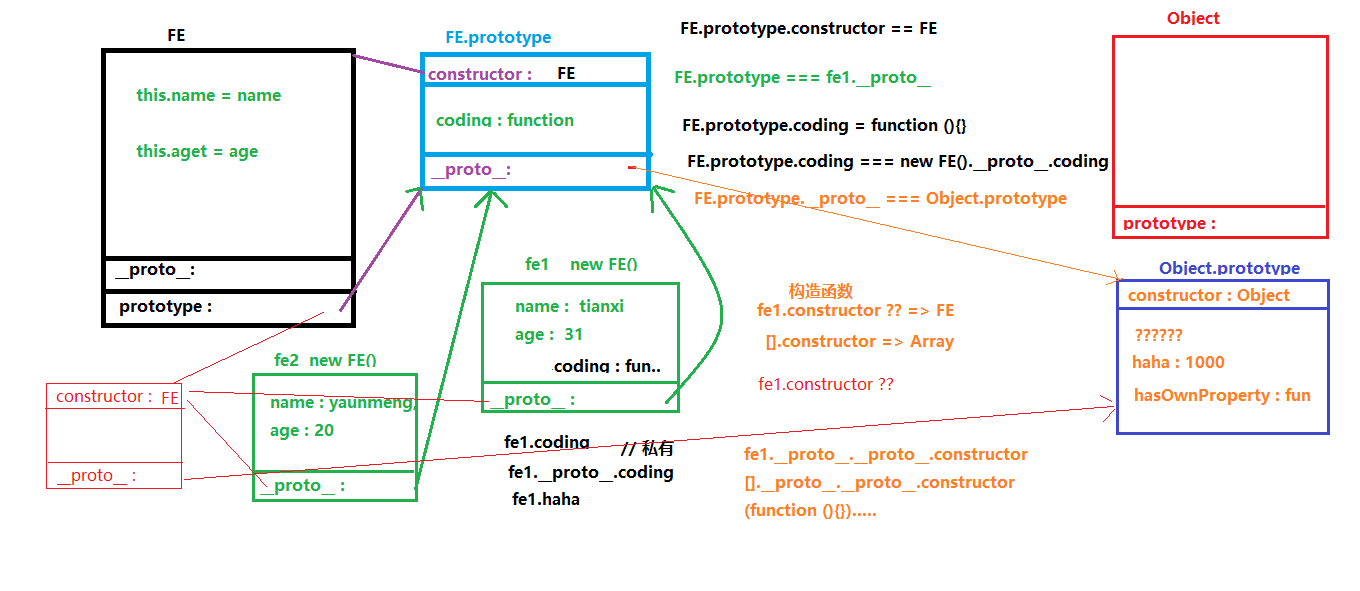 FE
this.name = name
this.aget = age
__proto__:
prototype :
FE.prototype
constructor :   FE
coding : function
__proto__:
FE.prototype.constructor == FE
FE.prototype === fe1.__proto__
FE.prototype.coding = function (){}
FE.prototype.coding === new FE().__proto__.coding
FE.prototype.__proto__ === Object.prototype
Object
prototype :
Object.prototype
constructor : Object
??????
haha : 1000
hasOwnProperty : fun
fe1   new FE()
name :  tianxi
age :  31
coding : fun..
__proto__ :
构造函数
fe1.constructor ?? => FE
[].constructor => Array
fe1.constructor ??
fe2  new FE()
name : yaunmeng,
age : 20
__proto__ :
constructor :  FE
__proto__ :
fe1.coding   // 私有
fe1.__proto__.coding
fe1.haha
fe1.__proto__.__proto__.constructor
[].__proto__.__proto__.constructor
(function (){}).....